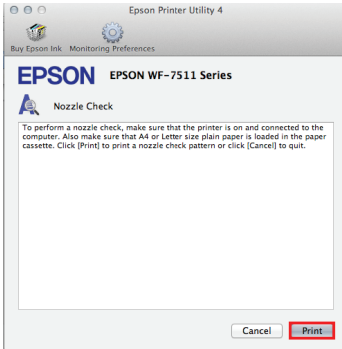 Epson Printer Utility 4
Buy Epson Ink Monitoring Preferences
EPSON EPSON WF-7511 Series
Nozzle Check
To perform a nozzle check, make sure that the printer is on and connected to the
computer. Also make sure that A4 or Letter size plain paper is loaded in the paper
cassette. Click [Print] to print a nozzle check pattern or click [Cancel] to quit.
Cancel Print